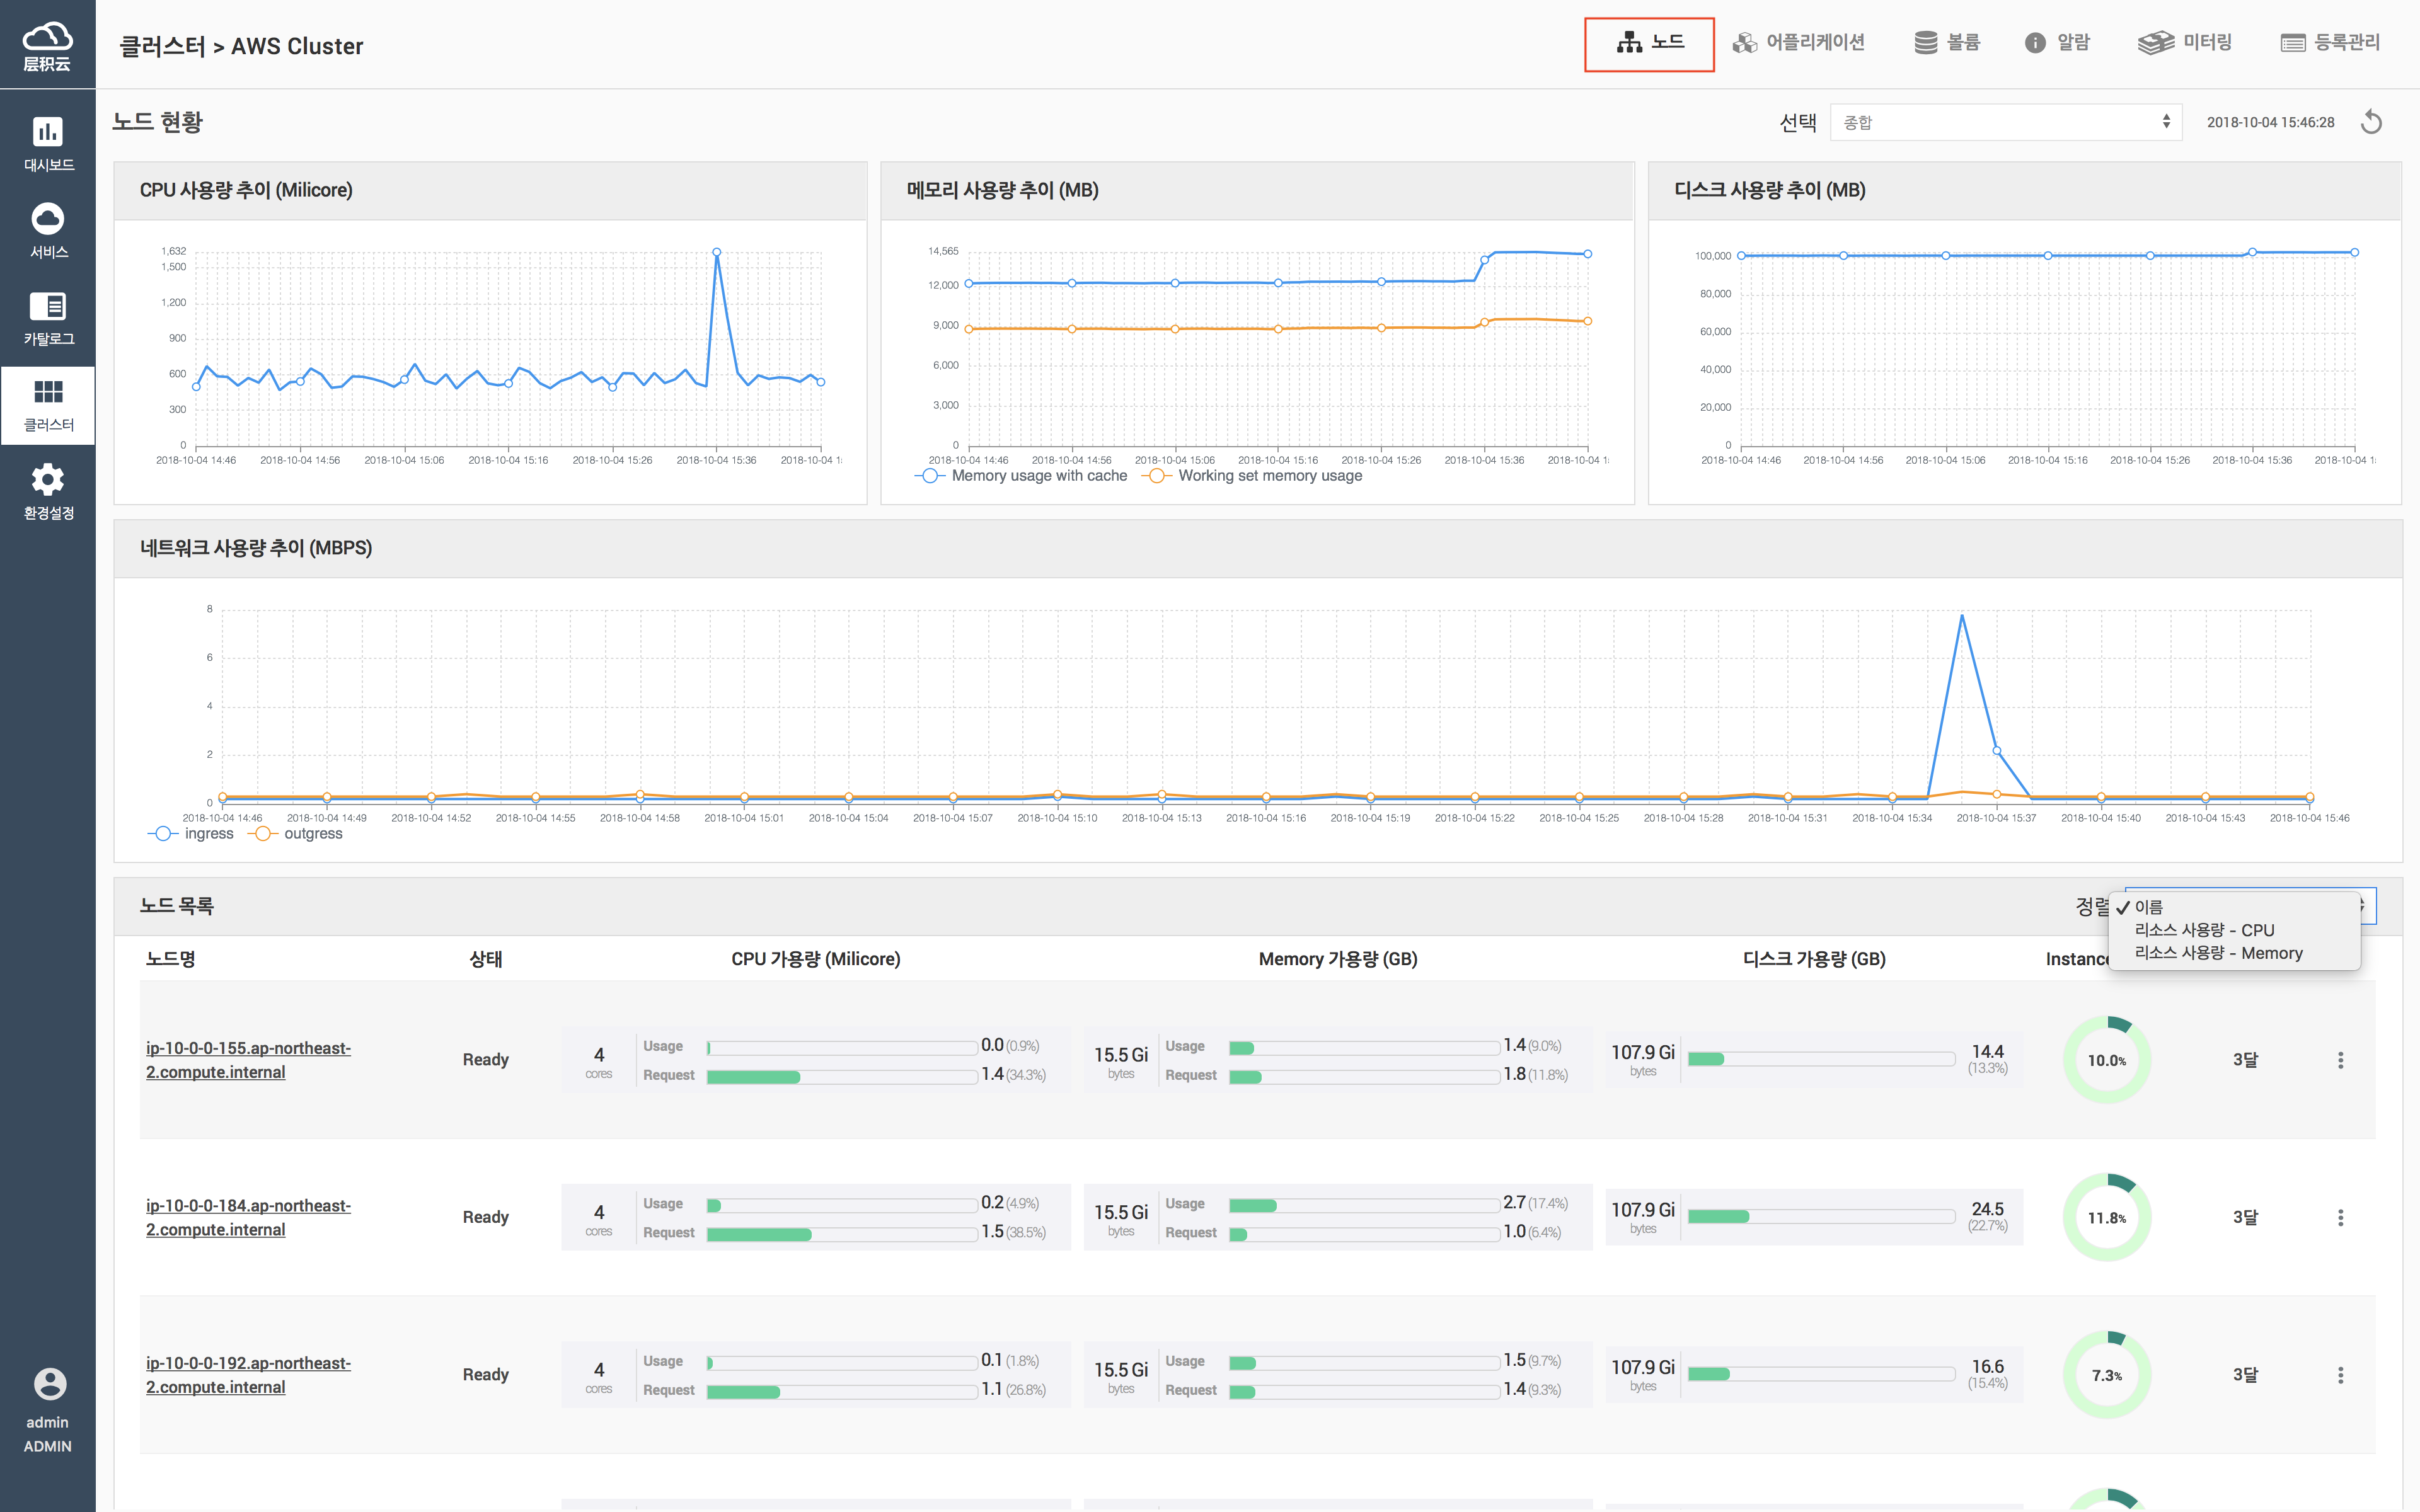 层积云
클러스터 > AWS Cluster
노드
어플리케이션
볼륨
알람
미터링
등록관리
대시보드
서비스
카탈로그
클러스터
환경설정
admin
ADMIN
노드 현황
선택
종합
2018-10-04 15:46:28
CPU 사용량 추이 (Milicore)
1,632
1,500
1,200
900
600
300
0
2018-10-04 14:46 2018-10-04 14:56 2018-10-04 15:06 2018-10-04 15:16 2018-10-04 15:26 2018-10-04 15:36 2018-10-04 1
메모리 사용량 추이 (MB)
14,565
12,000
9,000
6,000
3,000
0
2018-10-04 14:46 2018-10-04 14:56 2018-10-04 15:06 2018-10-04 15:16 2018-10-04 15:26 2018-10-04 15:36 2018-10-04 1
Memory usage with cache Working set memory usage
디스크 사용량 추이 (MB)
100,000
80,000
60,000
40,000
20,000
0
2018-10-04 14:46 2018-10-04 14:56 2018-10-04 15:06 2018-10-04 15:16 2018-10-04 15:26 2018-10-04 15:36 2018-10-04 1
네트워크 사용량 추이 (MBPS)
8
6
4
2
0
2018-10-04 14:46 2018-10-04 14:49 2018-10-04 14:52 2018-10-04 14:55 2018-10-04 14:58 2018-10-04 15:01 2018-10-04 15:04 2018-10-04 15:07 2018-10-04 15:10 2018-10-04 15:13 2018-10-04 15:16 2018-10-04 15:19 2018-10-04 15:22 2018-10-04 15:25 2018-10-04 15:28 2018-10-04 15:31 2018-10-04 15:34 2018-10-04 15:37 2018-10-04 15:40 2018-10-04 15:43 2018-10-04 15:46
ingress outgress
노드 목록
정렬
✓ 이름
리소스 사용량 - CPU
리소스 사용량 - Memory
노드명 상태 CPU 가용량 (Milicore) Memory 가용량 (GB) 디스크 가용량 (GB) Instanc
ip-10-0-0-155.ap-northeast-
2.compute.internal
Ready
4
cores
Usage 0.0 (0.9%)
Request 1.4 (34.3%)
15.5 Gi
bytes
Usage 1.4 (9.0%)
Request 1.8 (11.8%)
107.9 Gi
bytes
14.4
(13.3%)
10.0%
3달
ip-10-0-0-184.ap-northeast-
2.compute.internal
Ready
4
cores
Usage 0.2 (4.9%)
Request 1.5 (38.5%)
15.5 Gi
bytes
Usage 2.7 (17.4%)
Request 1.0 (6.4%)
107.9 Gi
bytes
24.5
(22.7%)
11.8%
3달
ip-10-0-0-192.ap-northeast-
2.compute.internal
Ready
4
cores
Usage 0.1 (1.8%)
Request 1.1 (26.8%)
15.5 Gi
bytes
Usage 1.5 (9.7%)
Request 1.4 (9.3%)
107.9 Gi
bytes
16.6
(15.4%)
7.3%
3달